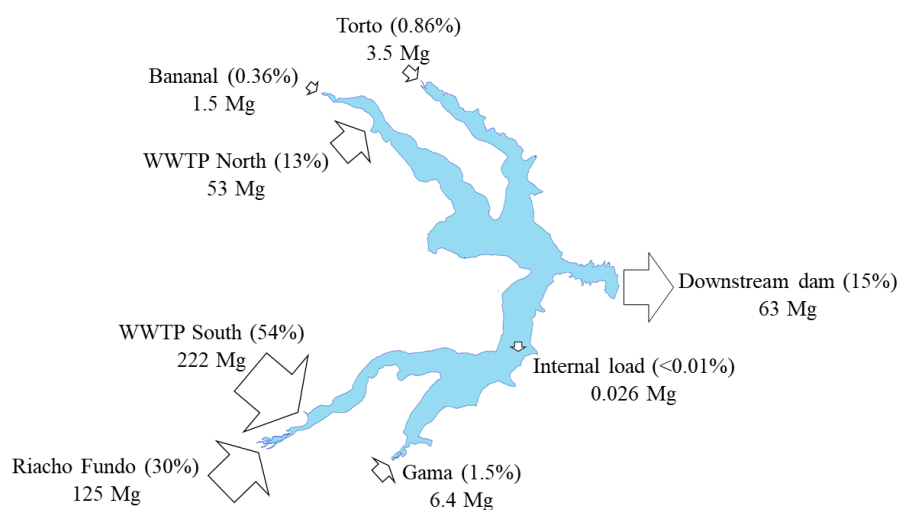 Torto (0.86%)
3.5 Mg
Bananal (0.36%)
1.5 Mg
WWTP North (13%)
53 Mg
Downstream dam (15%)
63 Mg
WWTP South (54%)
222 Mg
Internal load (<0.01%)
0.026 Mg
Riacho Fundo (30%)
125 Mg
Gama (1.5%)
6.4 Mg